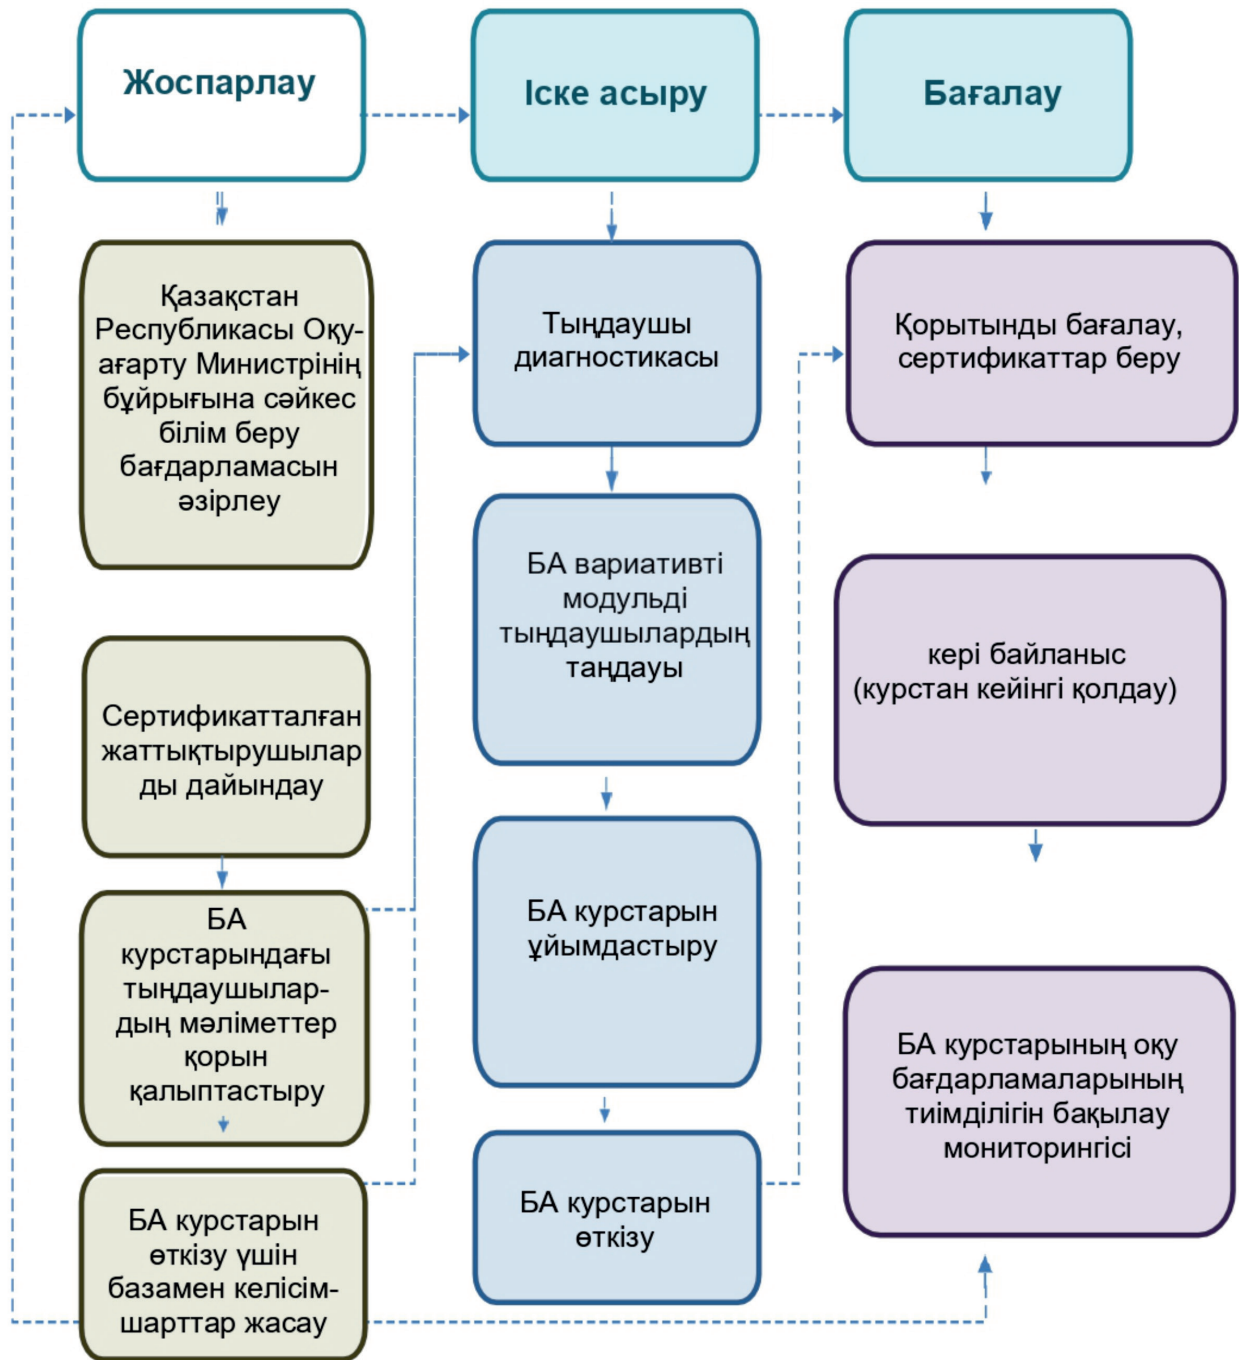 Жоспарлау
Іске асыру
Бағалау
Қазақстан
Республикасы Оқу-
ағарту Министрінің
бұйрығына сәйкес
білім беру
бағдарламасын
әзірлеу
Сертификатталған
жаттықтырушылар
ды дайындау
БА
курстарындағы
тыңдаушылар-
дың мәліметтер
қорын
қалыптастыру
БА курстарын
өткізу үшін
базамен келісім-
шарттар жасау
Тыңдаушы
диагностикасы
БА вариативті
модульді
тыңдаушылардың
таңдауы
БА курстарын
ұйымдастыру
БА курстарын
өткізу
Қорытынды бағалау,
сертификаттар беру
кері байланыс
(курстан кейінгі қолдау)
БА курстарының оқу
бағдарламаларының
тиімділігін бақылау
мониторингісі